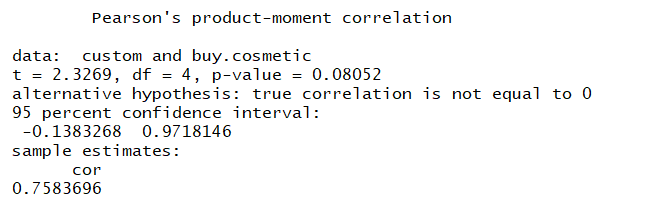 Pearson's product-moment correlation
data:  custom and buy.cosmetic
t = 2.3269, df = 4, p-value = 0.08052
alternative hypothesis: true correlation is not equal to 0
95 percent confidence interval:
-0.1383268  0.9718146
sample estimates:
cor
0.7583696